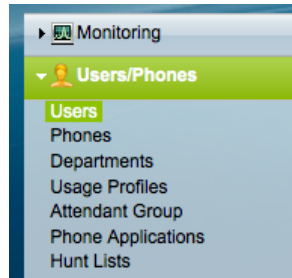 Monitoring
Users/Phones
Users
Phones
Departments
Usage Profiles
Attendant Group
Phone Applications
Hunt Lists